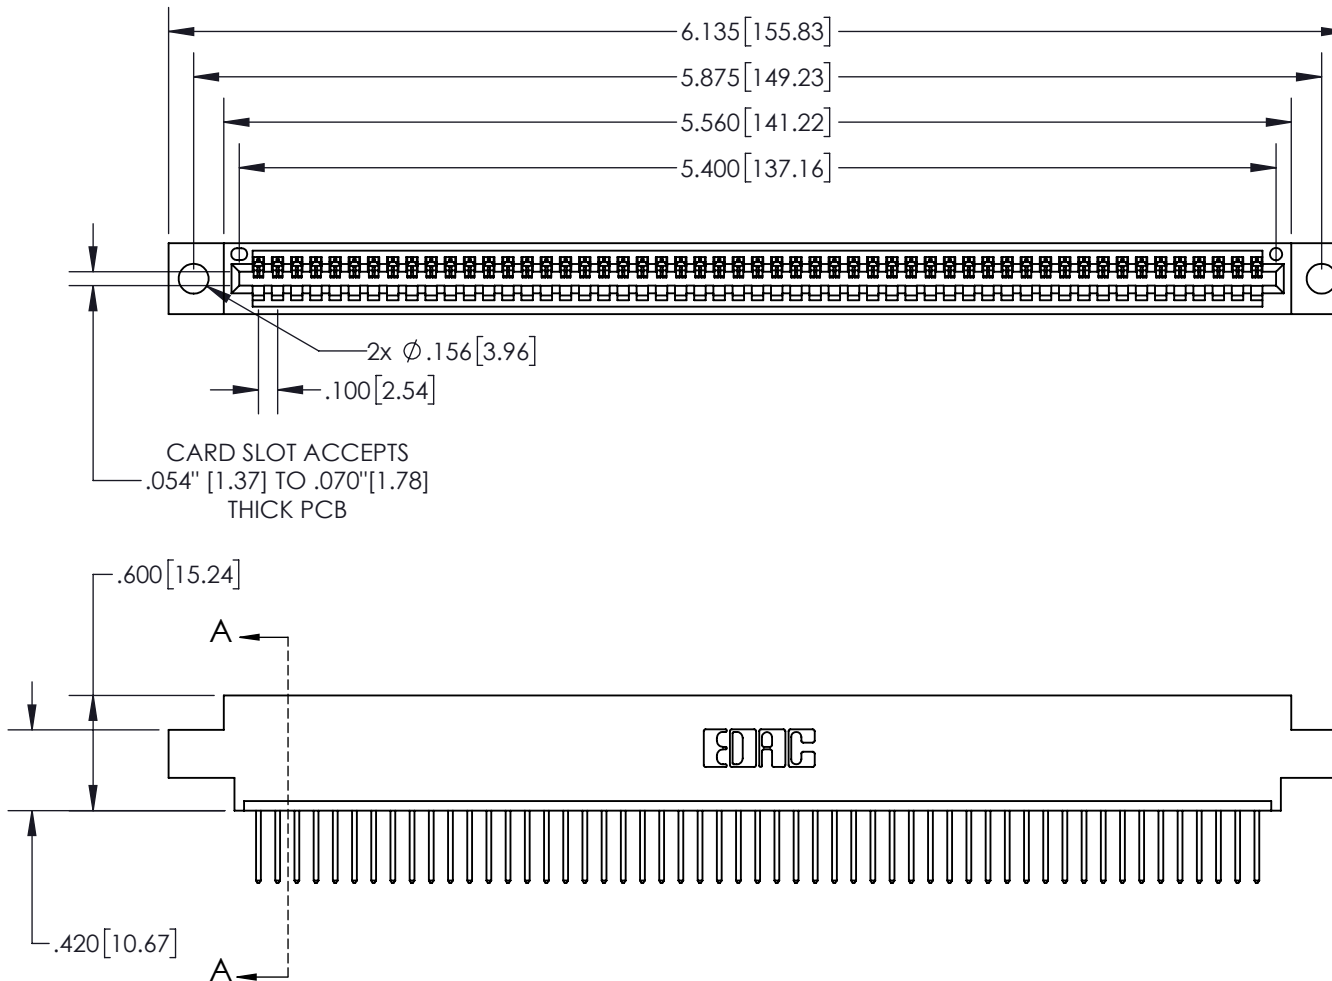 6.135[155.83]
5.875[149.23]
5.560[141.22]
5.400[137.16]
2x Ø.156[3.96]
.100[2.54]
CARD SLOT ACCEPTS
.054" [1.37] TO .070"[1.78]
THICK PCB
.600[15.24]
A
EDAC
.420[10.67]
A